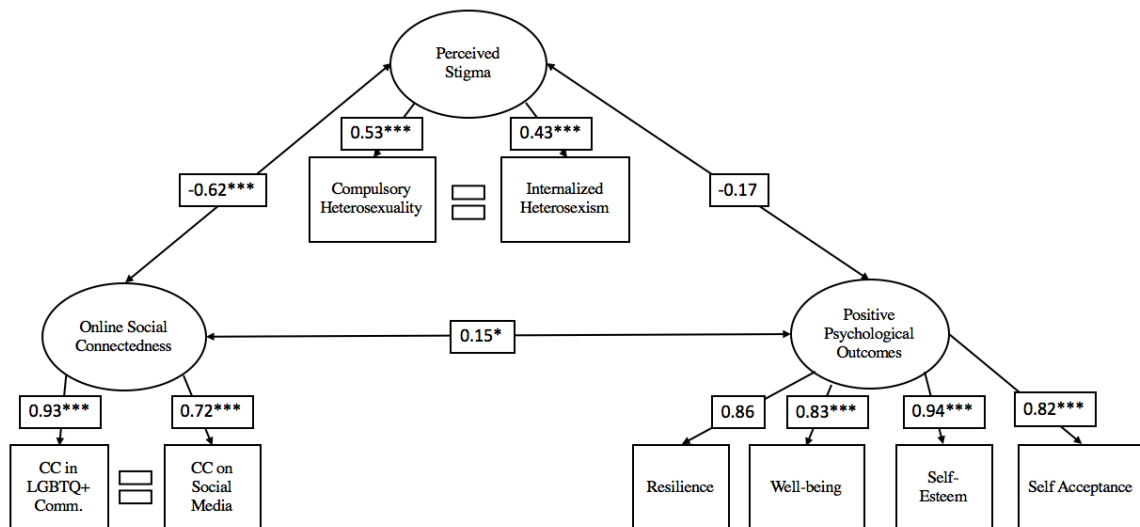 Perceived
Stigma
0.53***
0.43***
-0.62***
Compulsory
Heterosexuality
Internalized
Heterosexism
-0.17
Online Social
Connectedness
0.15*
Positive
Psychological
Outcomes
0.93***
0.72***
0.86
0.83***
0.94***
0.82***
CC in
LGBTQ+
Comm.
CC on
Social
Media
Resilience
Well-being
Self-
Esteem
Self Acceptance